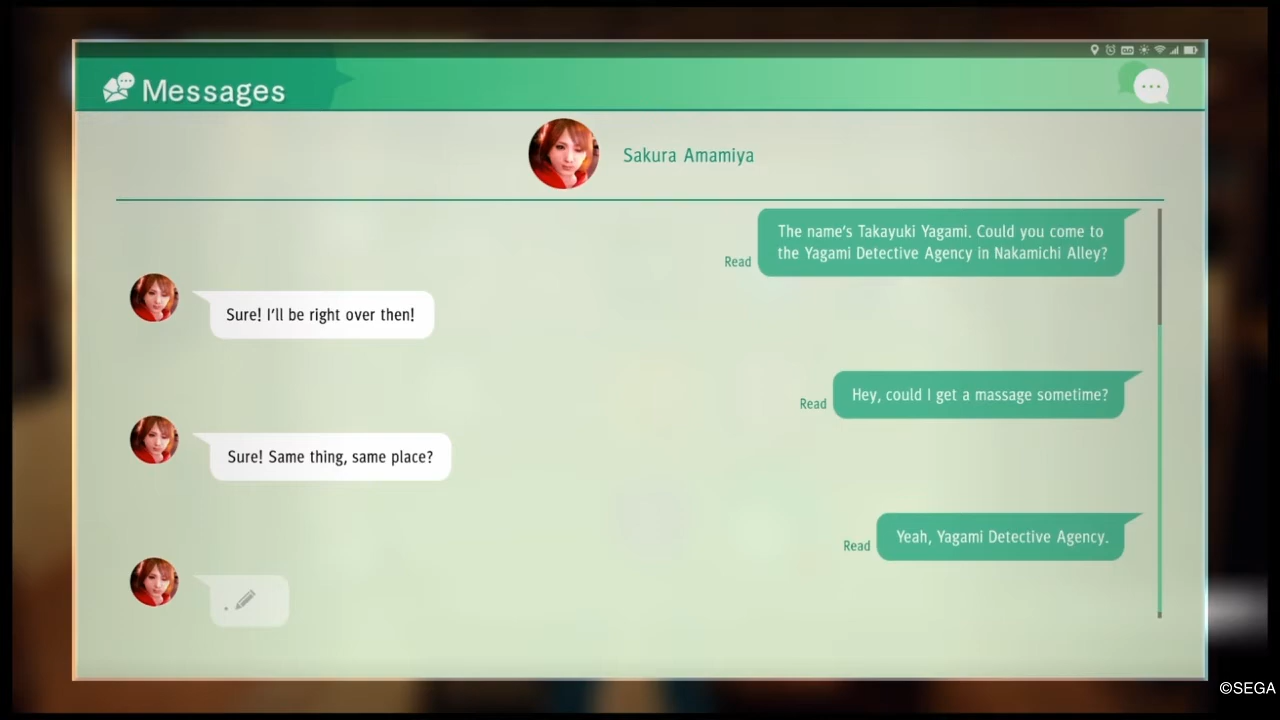 Messages
Sakura Amamiya
The name's Takayuki Yagami. Could you come to
the Yagami Detective Agency in Nakamichi Alley?
Read
Sure! I'll be right over then!
Hey, could I get a massage sometime?
Read
Sure! Same thing, same place?
Yeah, Yagami Detective Agency.
Read
©SEGA